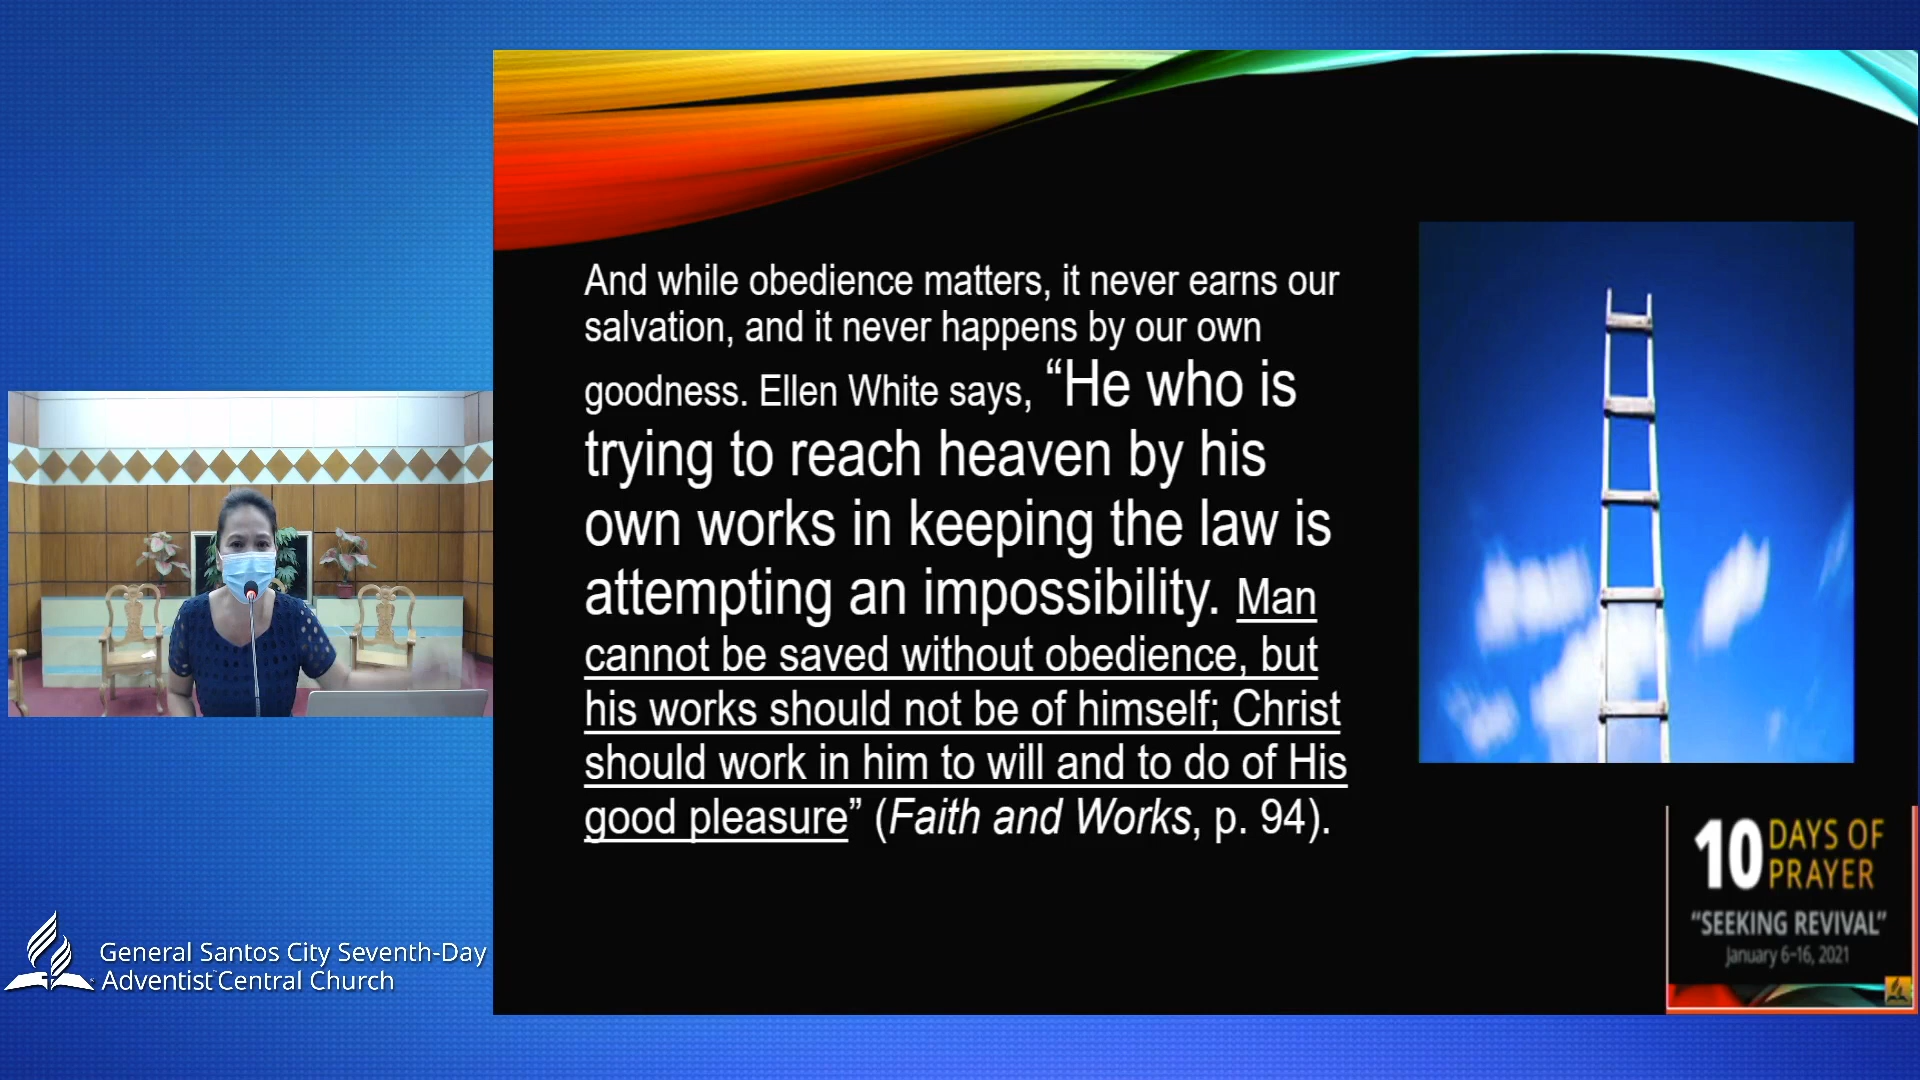 And while obedience matters, it never earns our
salvation, and it never happens by our own
goodness. Ellen White says, “He who is
trying to reach heaven by his
own works in keeping the law is
attempting an impossibility. Man
cannot be saved without obedience, but
his works should not be of himself; Christ
should work in him to will and to do of His
good pleasure” (Faith and Works, p. 94).
10 DAYS OF
PRAYER
“SEEKING REVIVAL”
January 6-16, 2021
General Santos City Seventh-Day
Adventist Central Church